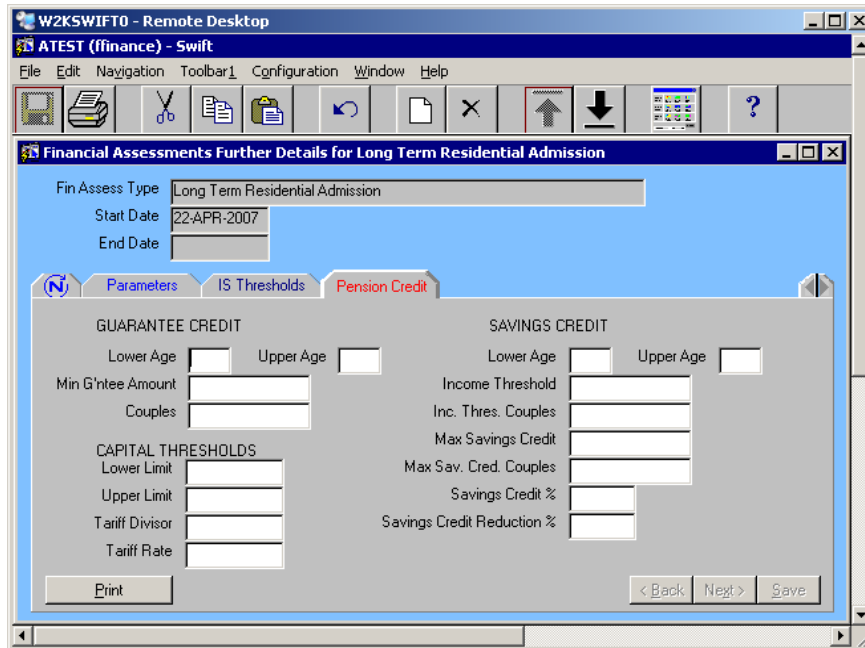 W2KSWIFT0 - Remote Desktop
ATEST (ffinance) - Swift
File Edit Navigation Toolbar1 Configuration Window Help
?
Financial Assessments Further Details for Long Term Residential Admission
Fin Assess Type Long Term Residential Admission
Start Date 22-APR-2007
End Date
N Parameters IS Thresholds Pension Credit
GUARANTEE CREDIT SAVINGS CREDIT
Lower Age Upper Age Lower Age Upper Age
Min G'ntee Amount Income Threshold
Couples Inc. Thres. Couples
Max Savings Credit
CAPITAL THRESHOLDS
Lower Limit Max Sav. Cred. Couples
Upper Limit Savings Credit %
Tariff Divisor Savings Credit Reduction %
Tariff Rate
Print < Back Next > Save